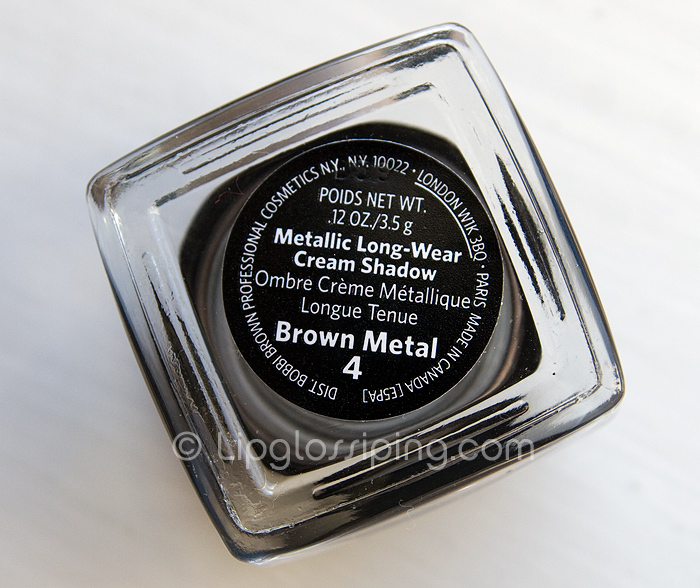 DIST. BOBBI BROWN PROFESSIONAL COSMETICS N.Y., N.Y. 10022 · LONDON W1K 3BQ · PARIS MADE IN CANADA [ESPA]
POIDS NET WT.
.12 OZ./3.5 g
Metallic Long-Wear
Cream Shadow
Ombre Crème Métallique
Longue Tenue
Brown Metal
4
© Lipglossiping.com